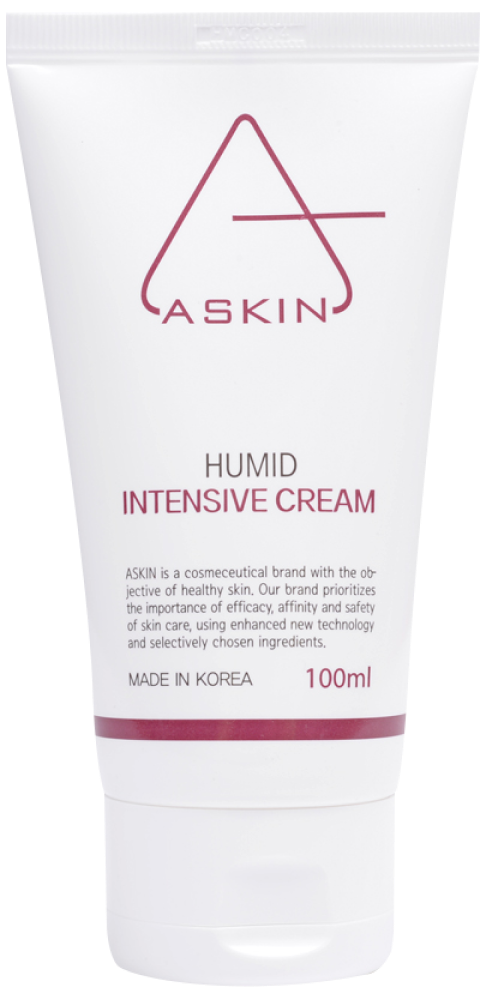 ASKIN
HUMID
INTENSIVE CREAM
ASKIN is a cosmeceutical brand with the ob-
jective of healthy skin. Our brand prioritizes
the importance of efficacy, affinity and safety
of skin care, using enhanced new technology
and selectively chosen ingredients.
MADE IN KOREA 100ml